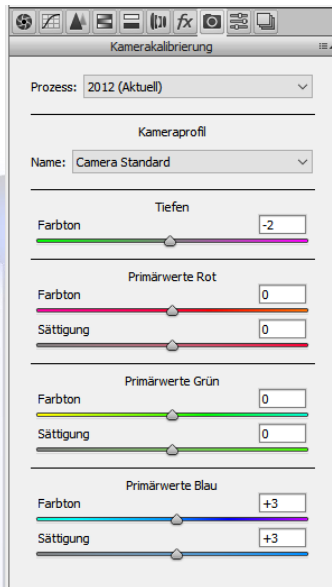 fx
Kamerakalibrierung
Prozess: 2012 (Aktuell)
Kameraprofil
Name: Camera Standard
Tiefen
Farbton -2
Primärwerte Rot
Farbton 0
Sättigung 0
Primärwerte Grün
Farbton 0
Sättigung 0
Primärwerte Blau
Farbton +3
Sättigung +3